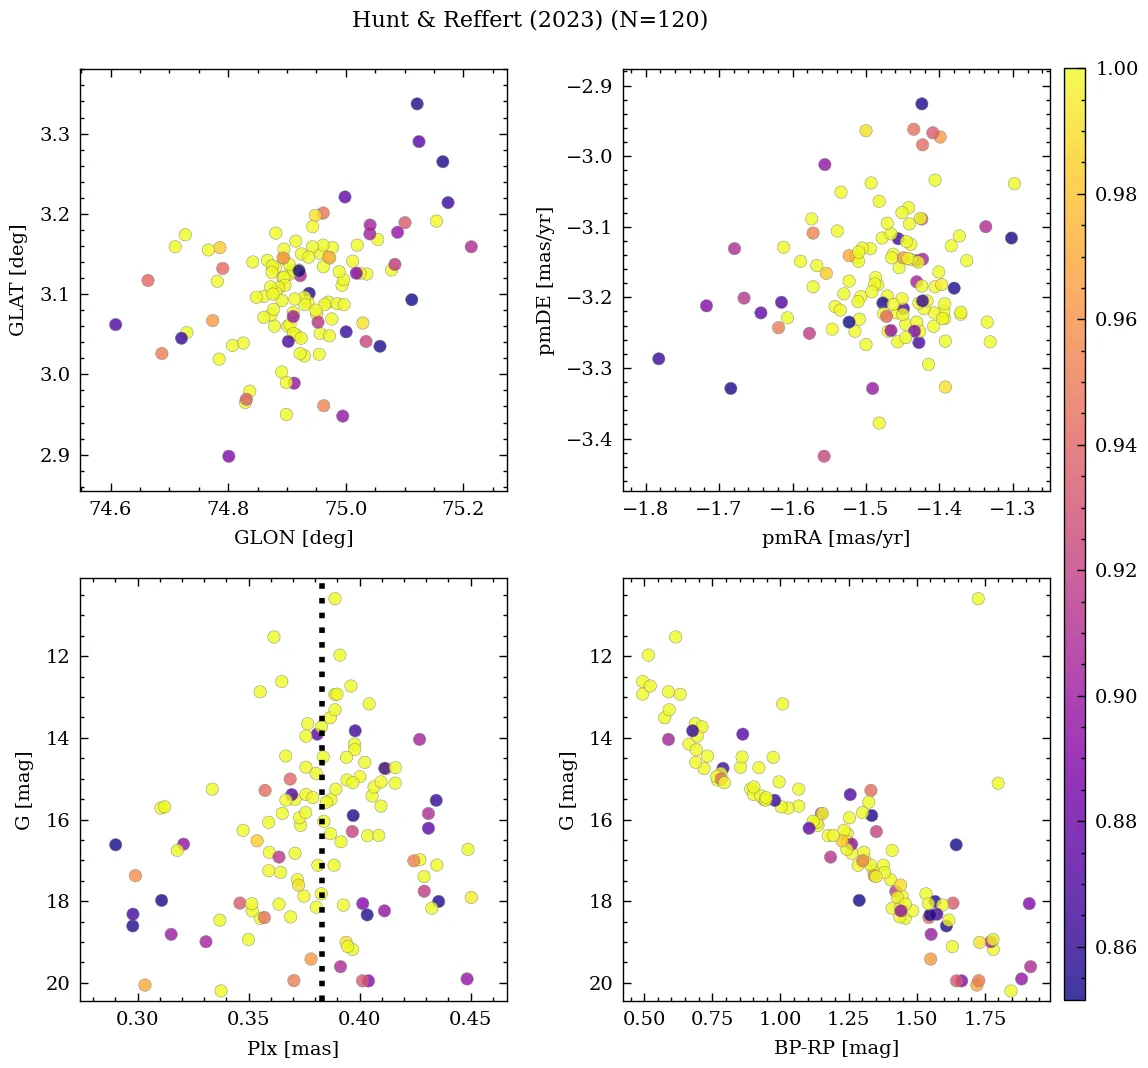 Hunt & Reffert (2023) (N=120)
3.3
3.2
3.1
3.0
2.9
GLAT [deg]
74.6 74.8 75.0 75.2
GLON [deg]
−2.9
−3.0
−3.1
−3.2
−3.3
−3.4
pmDE [mas/yr]
−1.8 −1.7 −1.6 −1.5 −1.4 −1.3
pmRA [mas/yr]
12
14
16
18
20
G [mag]
0.30 0.35 0.40 0.45
Plx [mas]
12
14
16
18
20
G [mag]
0.50 0.75 1.00 1.25 1.50 1.75
BP-RP [mag]
1.00
0.98
0.96
0.94
0.92
0.90
0.88
0.86